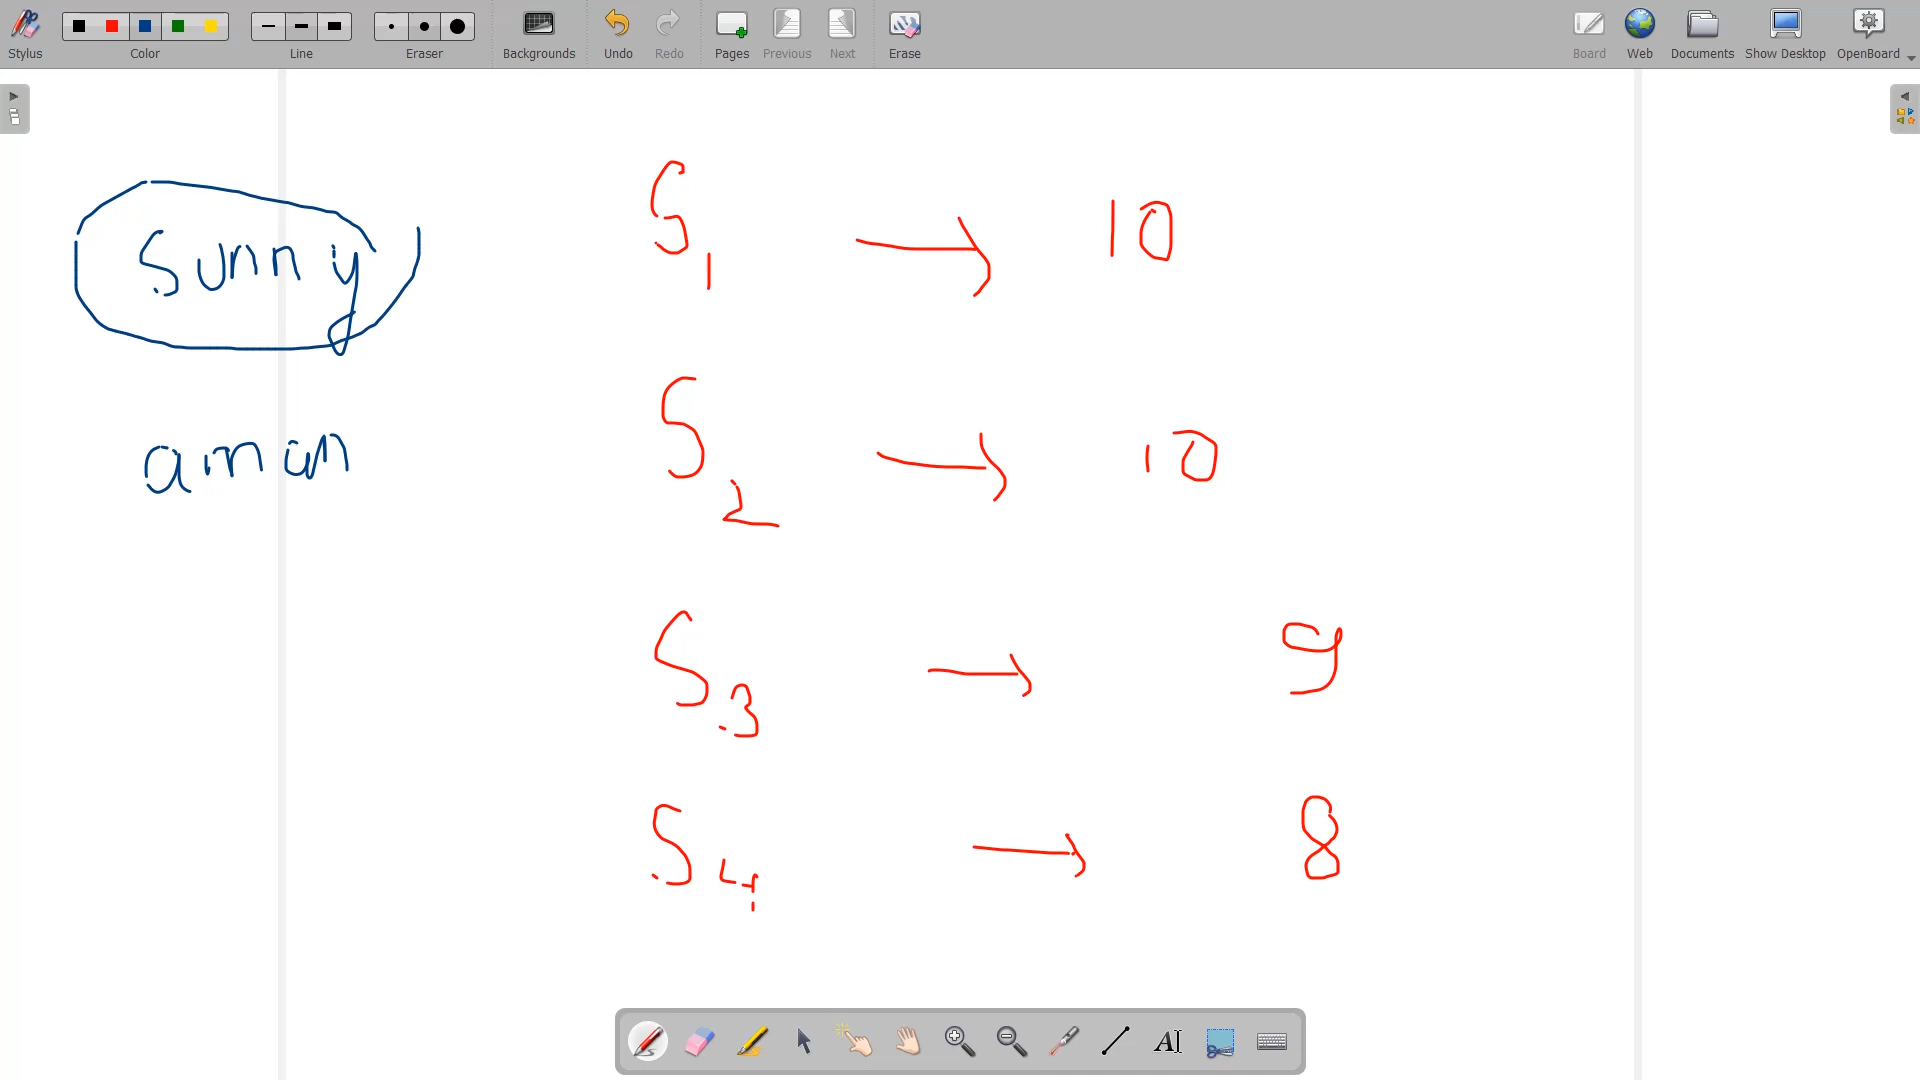 Stylus Color Line Eraser Backgrounds Undo Redo Pages Previous Next Erase Board Web Documents Show Desktop OpenBoard
S1 → 10
Sunny
S2 → 10
aman
S3 → 9
S4 → 8